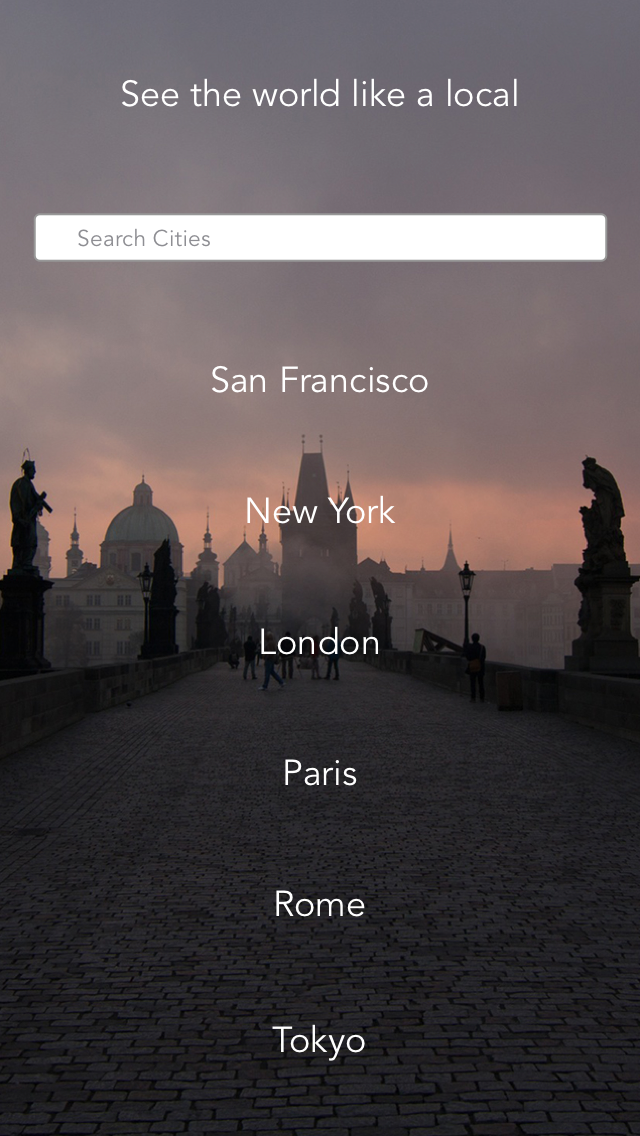 See the world like a local
Search Cities
San Francisco
New York
London
Paris
Rome
Tokyo